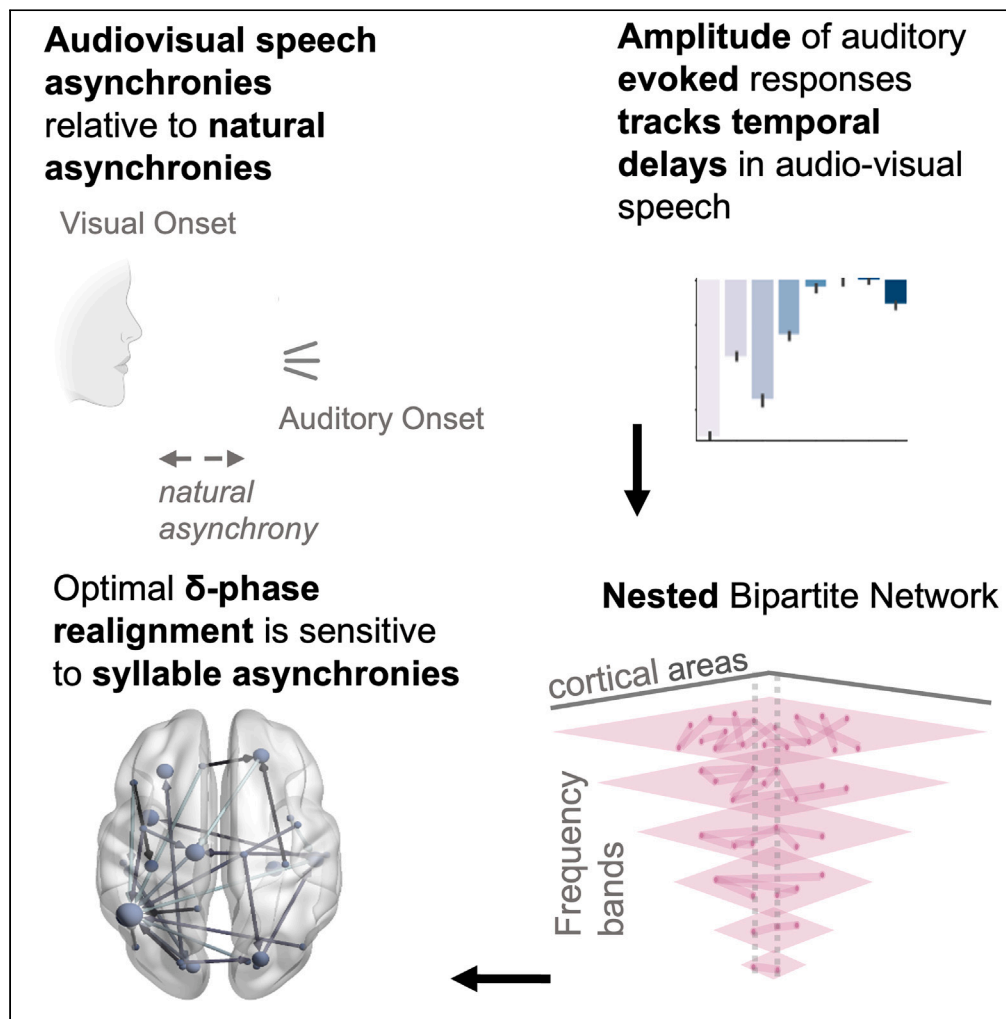 Audiovisual speech
asynchronies
relative to natural
asynchronies
Visual Onset
Auditory Onset
natural
asynchrony
Amplitude of auditory
evoked responses
tracks temporal
delays in audio-visual
speech
Nested Bipartite Network
cortical areas
Frequency
bands
Optimal δ-phase
realignment is sensitive
to syllable asynchronies